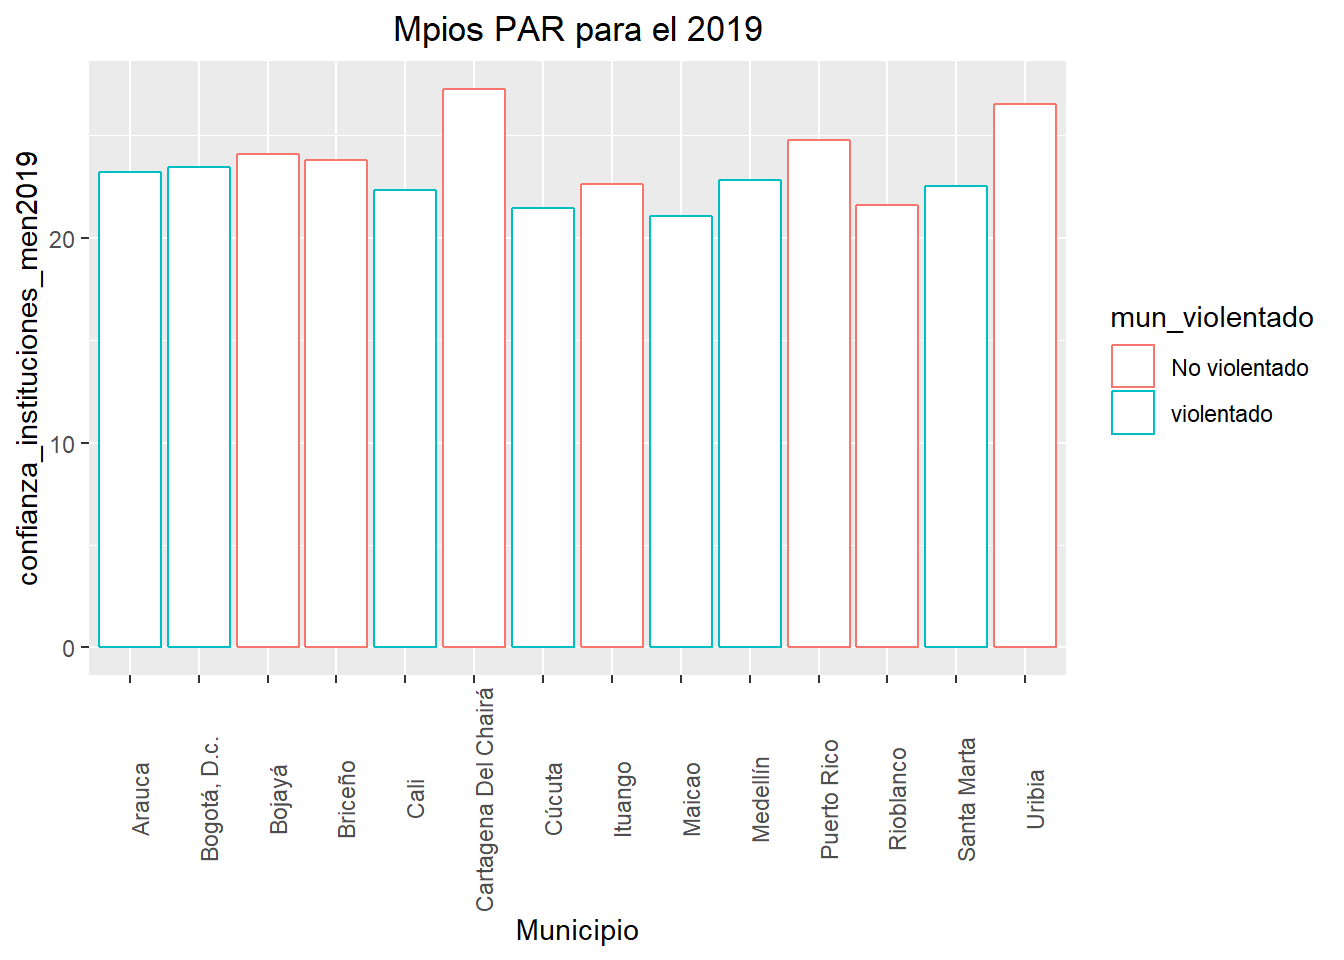 Mpios PAR para el 2019
confianza_instituciones_men2019
20
10
0
Arauca
Bogotá, D.c.
Bojayá
Briceño
Cali
Cartagena Del Chairá
Cúcuta
Ituango
Maicao
Medellín
Puerto Rico
Rioblanco
Santa Marta
Uribia
Municipio
mun_violentado
No violentado
violentado